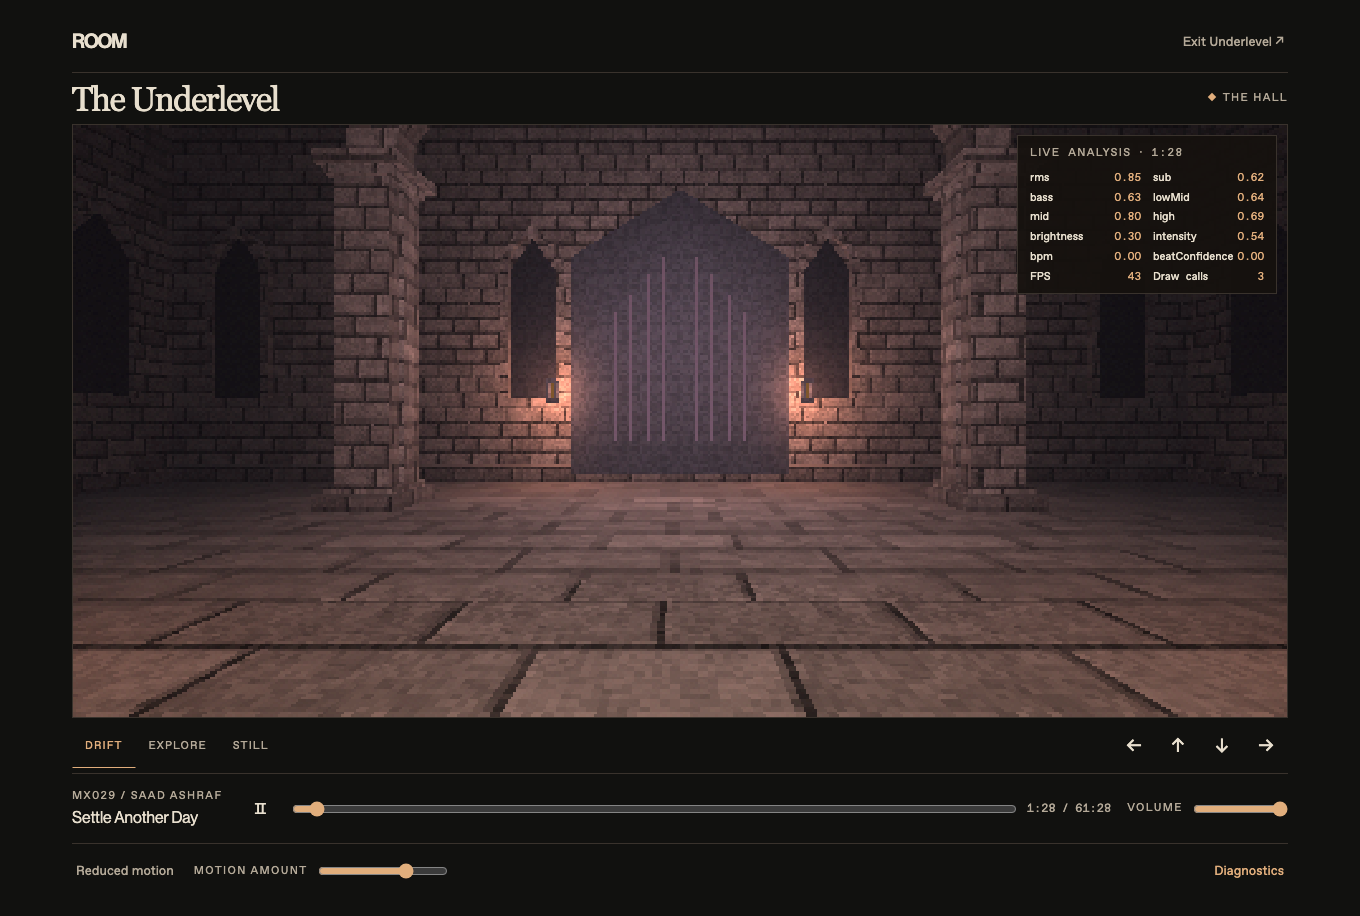 ROOM
Exit Underlevel ↗
The Underlevel
◆ THE HALL
LIVE ANALYSIS · 1:28
rms 0.85 sub 0.62
bass 0.63 lowMid 0.64
mid 0.80 high 0.69
brightness 0.30 intensity 0.54
bpm 0.00 beatConfidence 0.00
FPS 43 Draw calls 3
DRIFT EXPLORE STILL ← ↑ ↓ →
MX029 / SAAD ASHRAF
Settle Another Day
1:28 / 61:28 VOLUME
Reduced motion MOTION AMOUNT Diagnostics